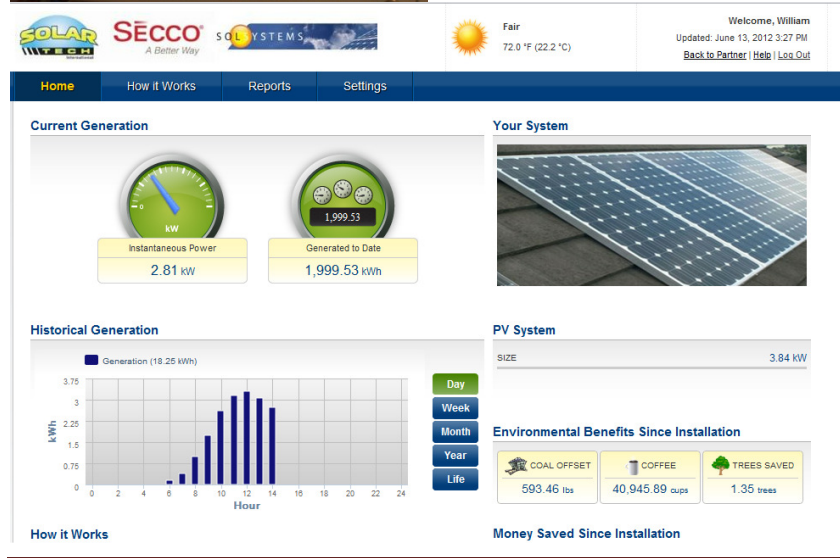 SOLAR
TECH
International
SECCO
A Better Way
SOL SYSTEMS
Fair
72.0 °F (22.2 °C)
Welcome, William
Updated: June 13, 2012 3:27 PM
Back to Partner | Help | Log Out
Home How it Works Reports Settings
Current Generation
0
kW
Instantaneous Power
2.81 kW
1,999.53
Generated to Date
1,999.53 kWh
Your System
Historical Generation
Generation (18.25 kWh)
3.75
3
2.25
1.5
0.75
0
kWh
0 2 4 6 8 10 12 14 16 18 20 22 24
Hour
Day
Week
Month
Year
Life
PV System
SIZE 3.84 kW
Environmental Benefits Since Installation
COAL OFFSET
593.46 lbs
COFFEE
40,945.89 cups
TREES SAVED
1.35 trees
How it Works
Money Saved Since Installation